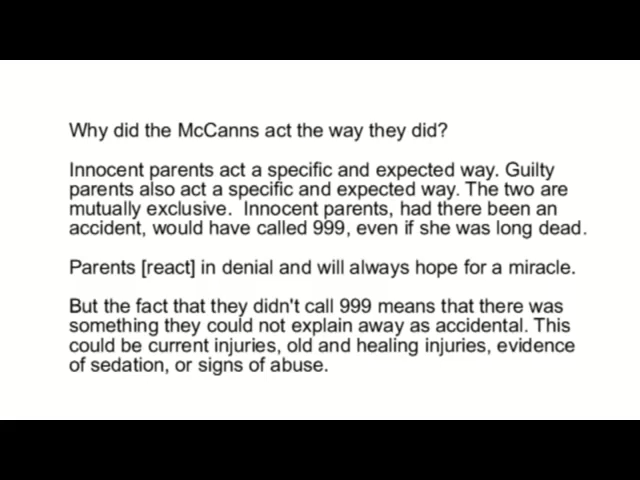 Why did the McCanns act the way they did?
Innocent parents act a specific and expected way. Guilty
parents also act a specific and expected way. The two are
mutually exclusive.  Innocent parents, had there been an
accident, would have called 999, even if she was long dead.
Parents [react] in denial and will always hope for a miracle.
But the fact that they didn't call 999 means that there was
something they could not explain away as accidental. This
could be current injuries, old and healing injuries, evidence
of sedation, or signs of abuse.